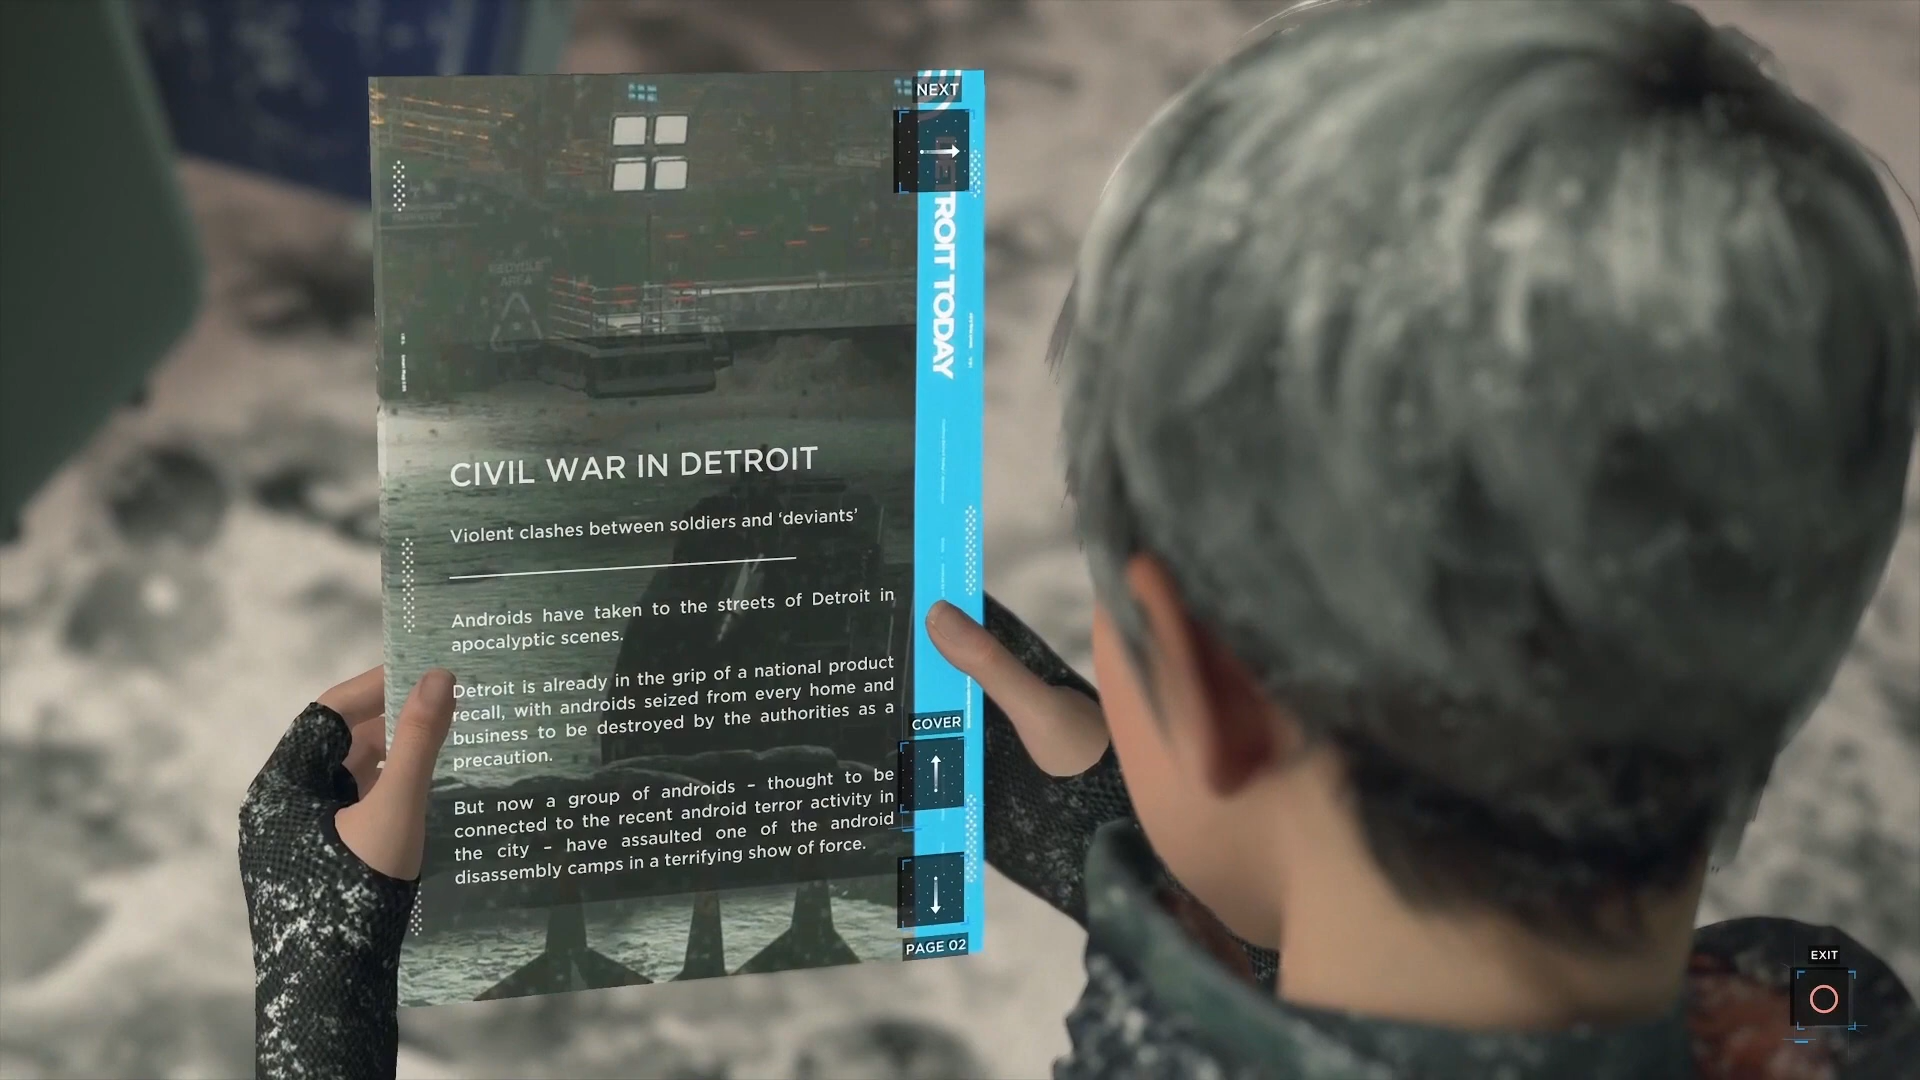 NEXT
TROIT TODAY
RECYCLE
AREA
CIVIL WAR IN DETROIT
Violent clashes between soldiers and ‘deviants’
Androids have taken to the streets of Detroit in
apocalyptic scenes.
Detroit is already in the grip of a national product
recall, with androids seized from every home and
business to be destroyed by the authorities as a
precaution.
But now a group of androids – thought to be
connected to the recent android terror activity in
the city – have assaulted one of the android
disassembly camps in a terrifying show of force.
COVER
PAGE 02
EXIT